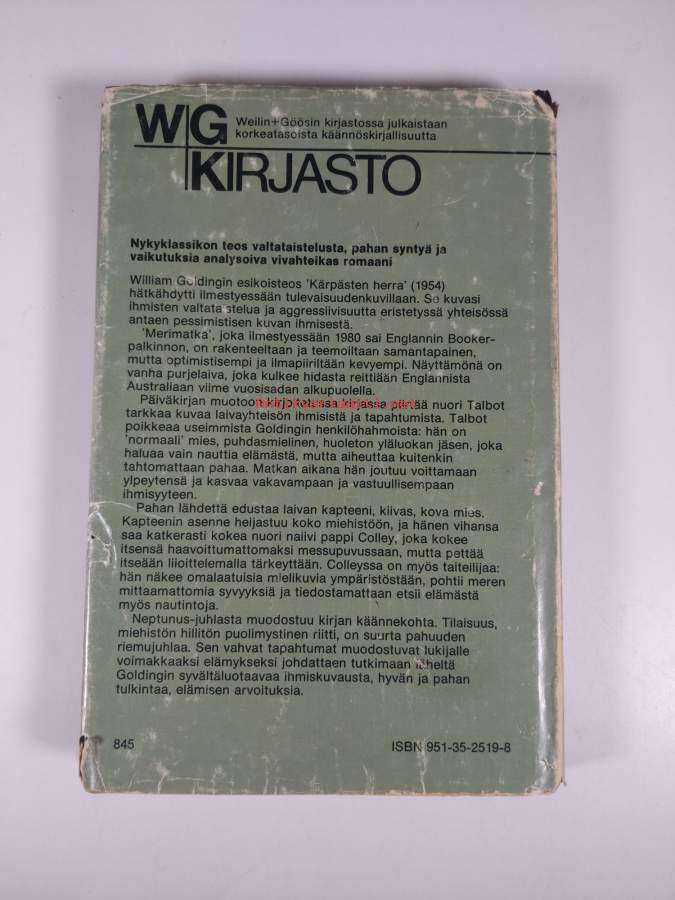 WG Weilin+Göösin kirjastossa julkaistaan
korkeatasoista käännöskirjallisuutta
KIRJASTO
Nykyklassikon teos valtataistelusta, pahan syntyä ja
vaikutuksia analysoiva vivahteikas romaani
William Goldingin esikoisteos 'Kärpästen herra' (1954)
hätkähdytti ilmestyessään tulevaisuudenkuvillaan. Se kuvasi
ihmisten valtataistelua ja aggressiivisuutta eristetyssä yhteisössä
antaen pessimistisen kuvan ihmisestä.
'Merimatka', joka ilmestyessään 1980 sai Englannin Booker-
palkinnon, on rakenteeltaan ja teemoiltaan samantapainen,
mutta optimistisempi ja ilmapiiriltään kevyempi. Näyttämönä on
vanha purjelaiva, joka kulkee hidasta reittiään Englannista
Australiaan viime vuosisadan alkupuolella.
Päiväkirjan muotoon kirjoitetussa kirjassa piirtää nuori Talbot
tarkkaa kuvaa laivayhteisön ihmisistä ja tapahtumista. Talbot
poikkeaa useimmista Goldingin henkilöhahmoista: hän on
'normaali' mies, puhdasmielinen, huoleton yläluokan jäsen, joka
haluaa vain nauttia elämästä, mutta aiheuttaa kuitenkin
tahtomattaan pahaa. Matkan aikana hän joutuu voittamaan
ylpeytensä ja kasvaa vakavampaan ja vastuullisempaan
ihmisyyteen.
Pahan lähdettä edustaa laivan kapteeni, kiivas, kova mies.
Kapteenin asenne heijastuu koko miehistöön, ja hänen vihansa
saa katkerasti kokea nuori naiivi pappi Colley, joka kokee
itsensä haavoittumattomaksi messupuvussaan, mutta pettää
itseään liioittelemalla tärkeyttään. Colleyssa on myös taiteilijaa:
hän näkee omalaatuisia mielikuvia ympäristöstään, pohtii meren
mittaamattomia syvyyksiä ja tiedostamattaan etsii elämästä
myös nautintoja.
Neptunus-juhlasta muodostuu kirjan käännekohta. Tilaisuus,
miehistön hillitön puolimystinen riitti, on suurta pahuuden
riemujuhlaa. Sen vahvat tapahtumat muodostuvat lukijalle
voimakkaaksi elämykseksi johdattaen tutkimaan läheltä
Goldingin syvältäluotaavaa ihmiskuvausta, hyvän ja pahan
tulkintaa, elämisen arvoituksia.
845 ISBN 951-35-2519-8